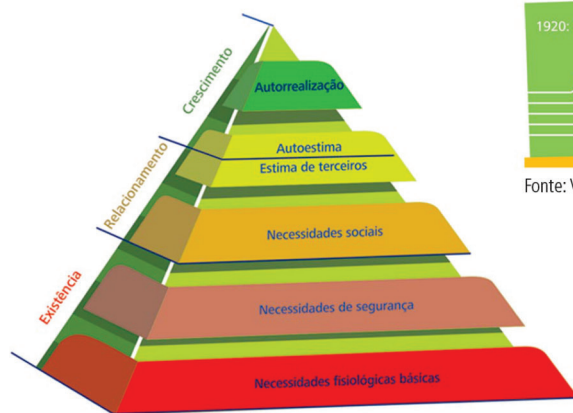 Crescimento
Relacionamento
Existência
Autorrealização
Autoestima
Estima de terceiros
Necessidades sociais
Necessidades de segurança
Necessidades fisiológicas básicas
1920:
Fonte: V